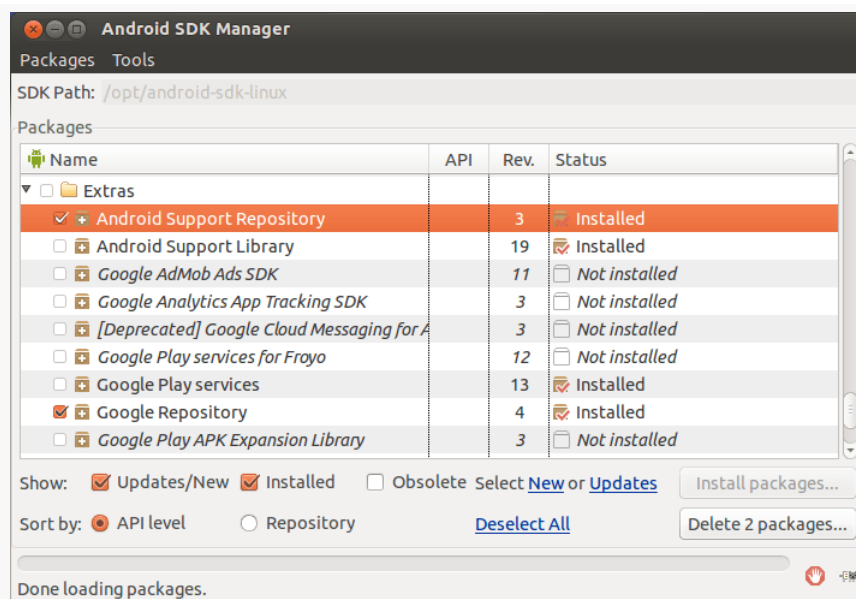 Android SDK Manager
Packages Tools
SDK Path: /opt/android-sdk-linux
Packages
Name API Rev. Status
Extras
Android Support Repository 3 Installed
Android Support Library 19 Installed
Google AdMob Ads SDK 11 Not installed
Google Analytics App Tracking SDK 3 Not installed
[Deprecated] Google Cloud Messaging for A 3 Not installed
Google Play services for Froyo 12 Not installed
Google Play services 13 Installed
Google Repository 4 Installed
Google Play APK Expansion Library 3 Not installed
Show: Updates/New Installed Obsolete Select New or Updates Install packages...
Sort by: API level Repository Deselect All Delete 2 packages...
Done loading packages.